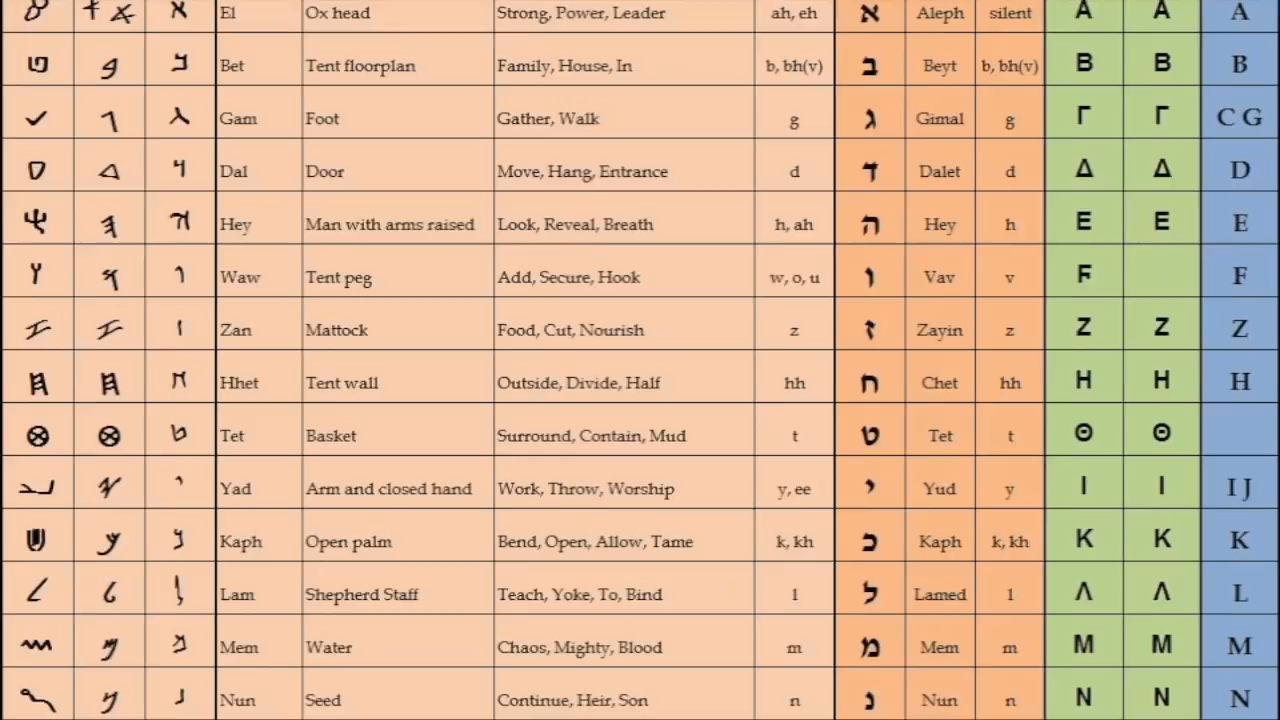 El Ox head Strong, Power, Leader ah, eh א Aleph silent Α Α A
Bet Tent floorplan Family, House, In b, bh(v) ב Beyt b, bh(v) Β Β B
Gam Foot Gather, Walk g ג Gimal g Γ Γ C G
Dal Door Move, Hang, Entrance d ד Dalet d Δ Δ D
Hey Man with arms raised Look, Reveal, Breath h, ah ה Hey h Ε Ε E
Waw Tent peg Add, Secure, Hook w, o, u ו Vav v F F
Zan Mattock Food, Cut, Nourish z ז Zayin z Ζ Ζ Z
Hhet Tent wall Outside, Divide, Half hh ח Chet hh Η Η H
Tet Basket Surround, Contain, Mud t ט Tet t Θ Θ
Yad Arm and closed hand Work, Throw, Worship y, ee י Yud y Ι Ι I J
Kaph Open palm Bend, Open, Allow, Tame k, kh כ Kaph k, kh Κ Κ K
Lam Shepherd Staff Teach, Yoke, To, Bind l ל Lamed l Λ Λ L
Mem Water Chaos, Mighty, Blood m מ Mem m Μ Μ M
Nun Seed Continue, Heir, Son n נ Nun n Ν Ν N